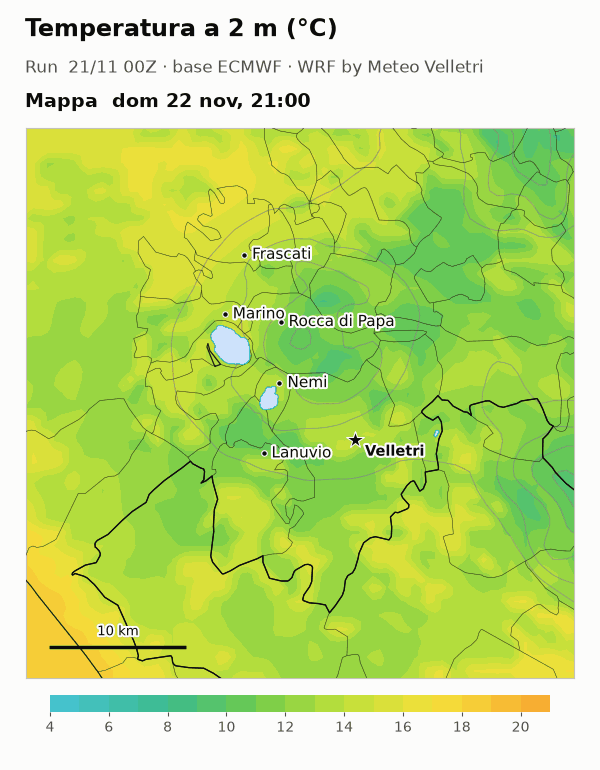 Temperatura a 2 m (°C)
Run  21/11 00Z · base ECMWF · WRF by Meteo Velletri
Mappa  dom 22 nov, 21:00
Frascati
Marino
Rocca di Papa
Nemi
Velletri
Lanuvio
10 km
4 6 8 10 12 14 16 18 20